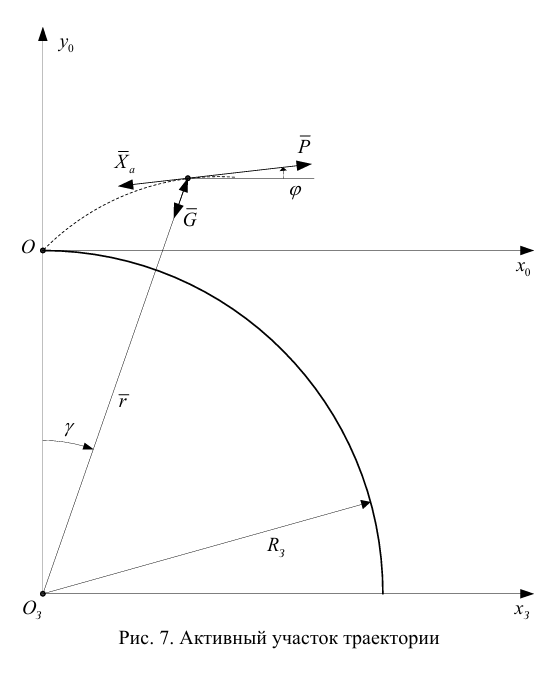 y₀
X̄ₐ
P̄
φ
Ḡ
O
x₀
r̄
γ
R₃
O₃
x₃
Рис. 7. Активный участок траектории